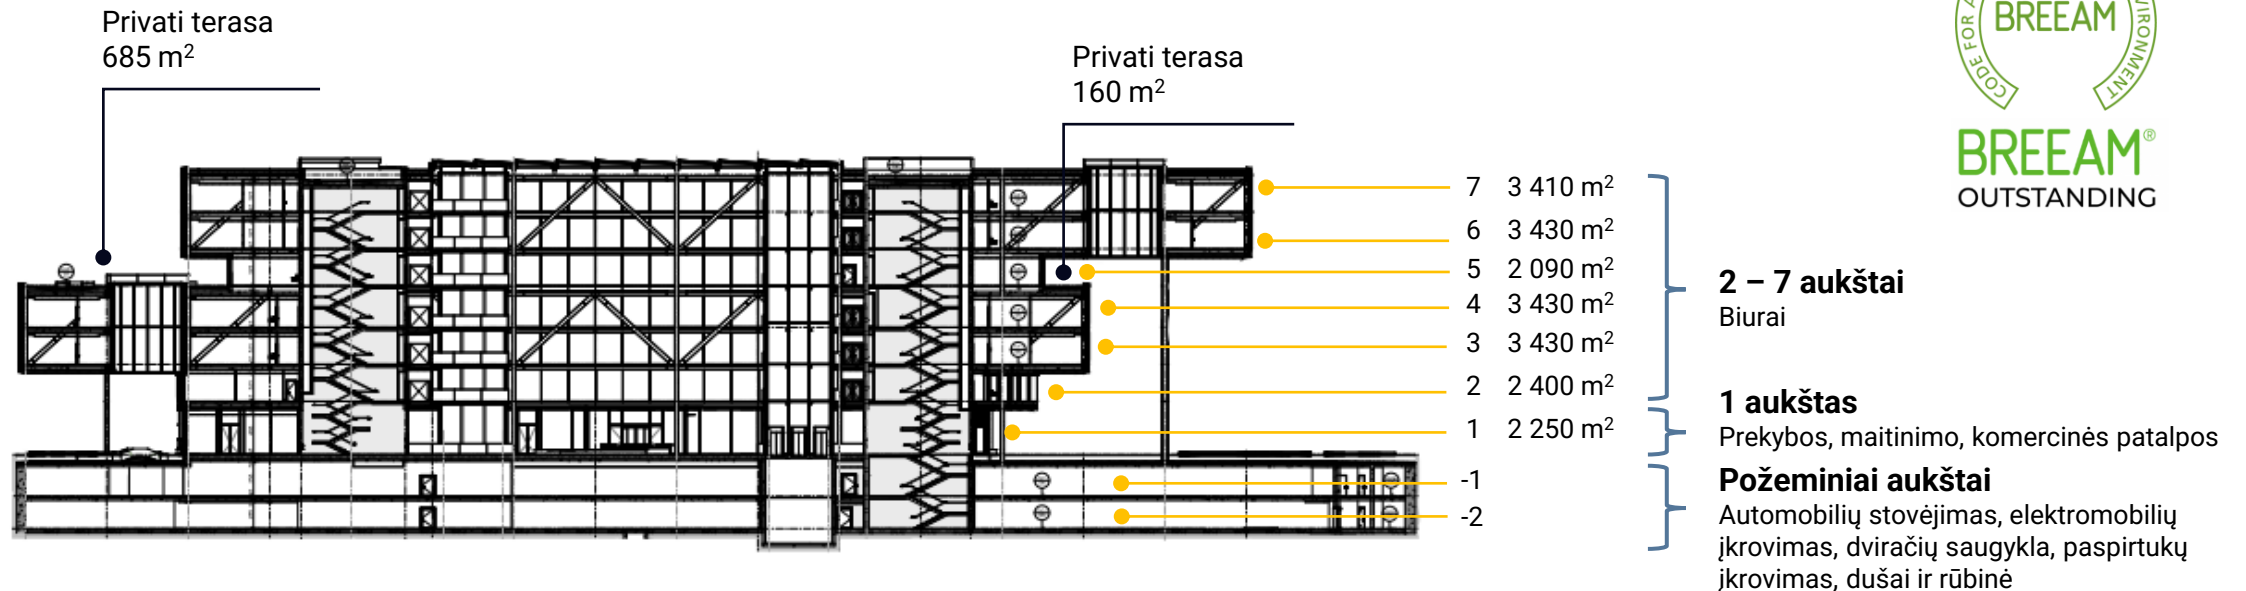 Privati terasa
685 m²
Privati terasa
160 m²
CODE FOR A
BREEAM
VIRONMENT
BREEAM®
OUTSTANDING
7 3 410 m²
6 3 430 m²
5 2 090 m²
4 3 430 m²
3 3 430 m²
2 2 400 m²
1 2 250 m²
-1
-2
2 – 7 aukštai
Biurai
1 aukštas
Prekybos, maitinimo, komercinės patalpos
Požeminiai aukštai
Automobilių stovėjimas, elektromobilių
įkrovimas, dviračių saugykla, paspirtukų
įkrovimas, dušai ir rūbinė